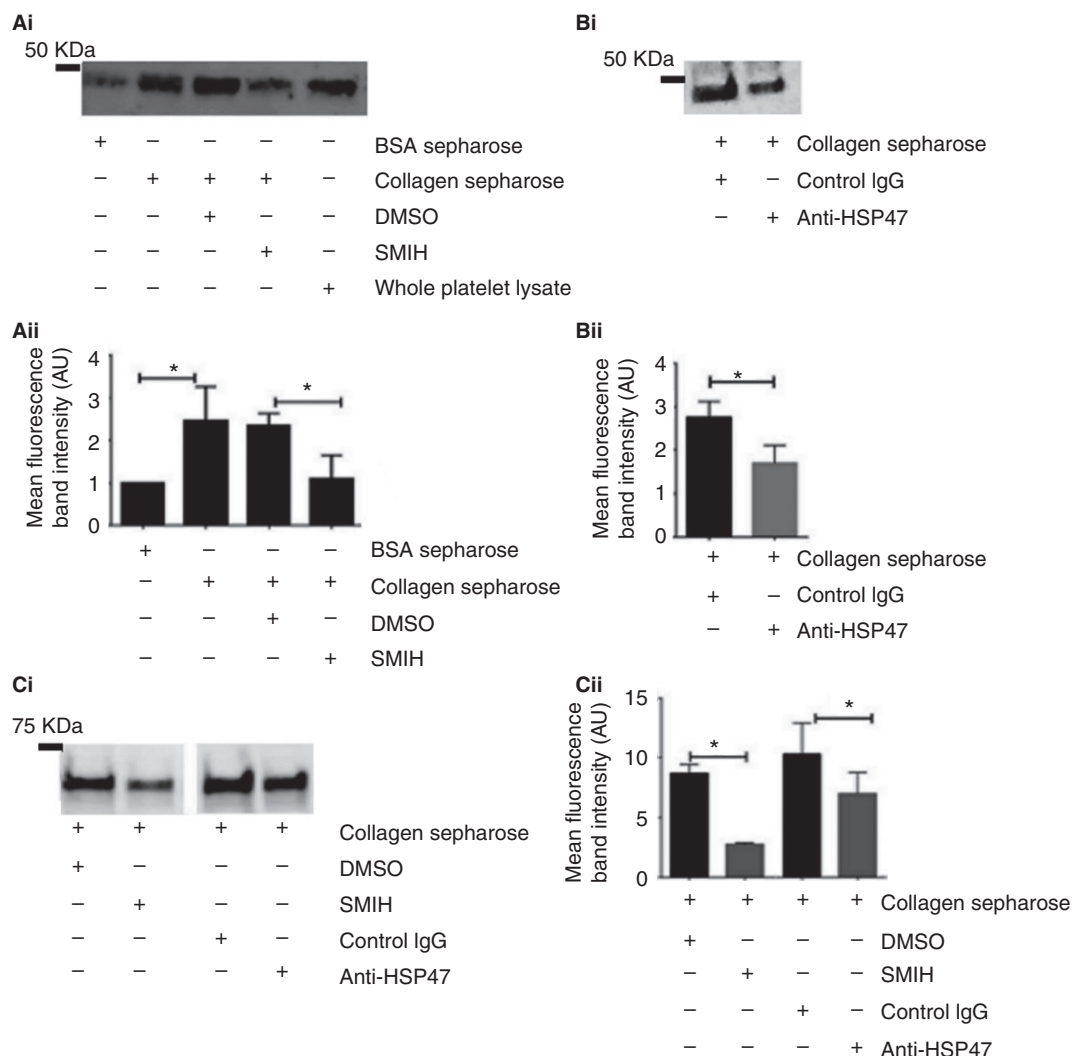 Ai
50 KDa
+ – – – – BSA sepharose
– + + + – Collagen sepharose
– – + – – DMSO
– – – + – SMIH
– – – – + Whole platelet lysate
Bi
50 KDa
+ + Collagen sepharose
+ – Control IgG
– + Anti-HSP47
Aii
Mean fluorescence
band intensity (AU)
4
3
2
1
0
* *
+ – – – BSA sepharose
– + + + Collagen sepharose
– – + – DMSO
– – – + SMIH
Bii
Mean fluorescence
band intensity (AU)
4
3
2
1
0
*
+ + Collagen sepharose
+ – Control IgG
– + Anti-HSP47
Ci
75 KDa
+ + + + Collagen sepharose
+ – – – DMSO
– + – – SMIH
– – + – Control IgG
– – – + Anti-HSP47
Cii
Mean fluorescence
band intensity (AU)
15
10
5
0
* *
+ + + + Collagen sepharose
+ – – – DMSO
– + – – SMIH
– – + – Control IgG
– – – + Anti-HSP47